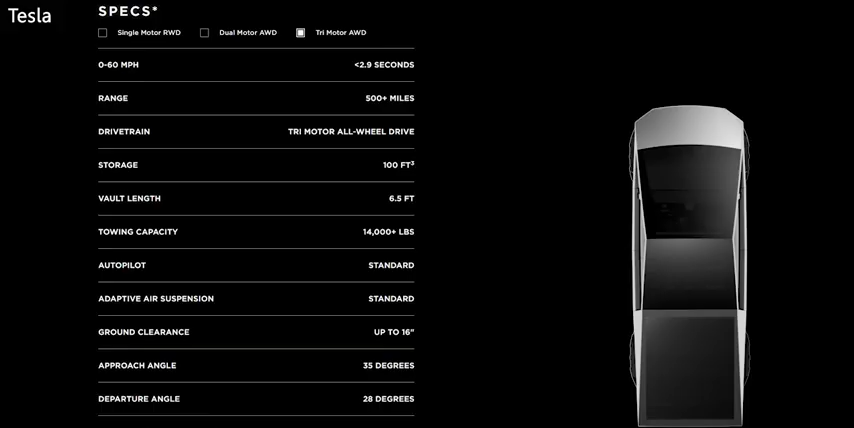 Tesla
SPECS*
Single Motor RWD Dual Motor AWD Tri Motor AWD
0-60 MPH <2.9 SECONDS
RANGE 500+ MILES
DRIVETRAIN TRI MOTOR ALL-WHEEL DRIVE
STORAGE 100 FT³
VAULT LENGTH 6.5 FT
TOWING CAPACITY 14,000+ LBS
AUTOPILOT STANDARD
ADAPTIVE AIR SUSPENSION STANDARD
GROUND CLEARANCE UP TO 16"
APPROACH ANGLE 35 DEGREES
DEPARTURE ANGLE 28 DEGREES